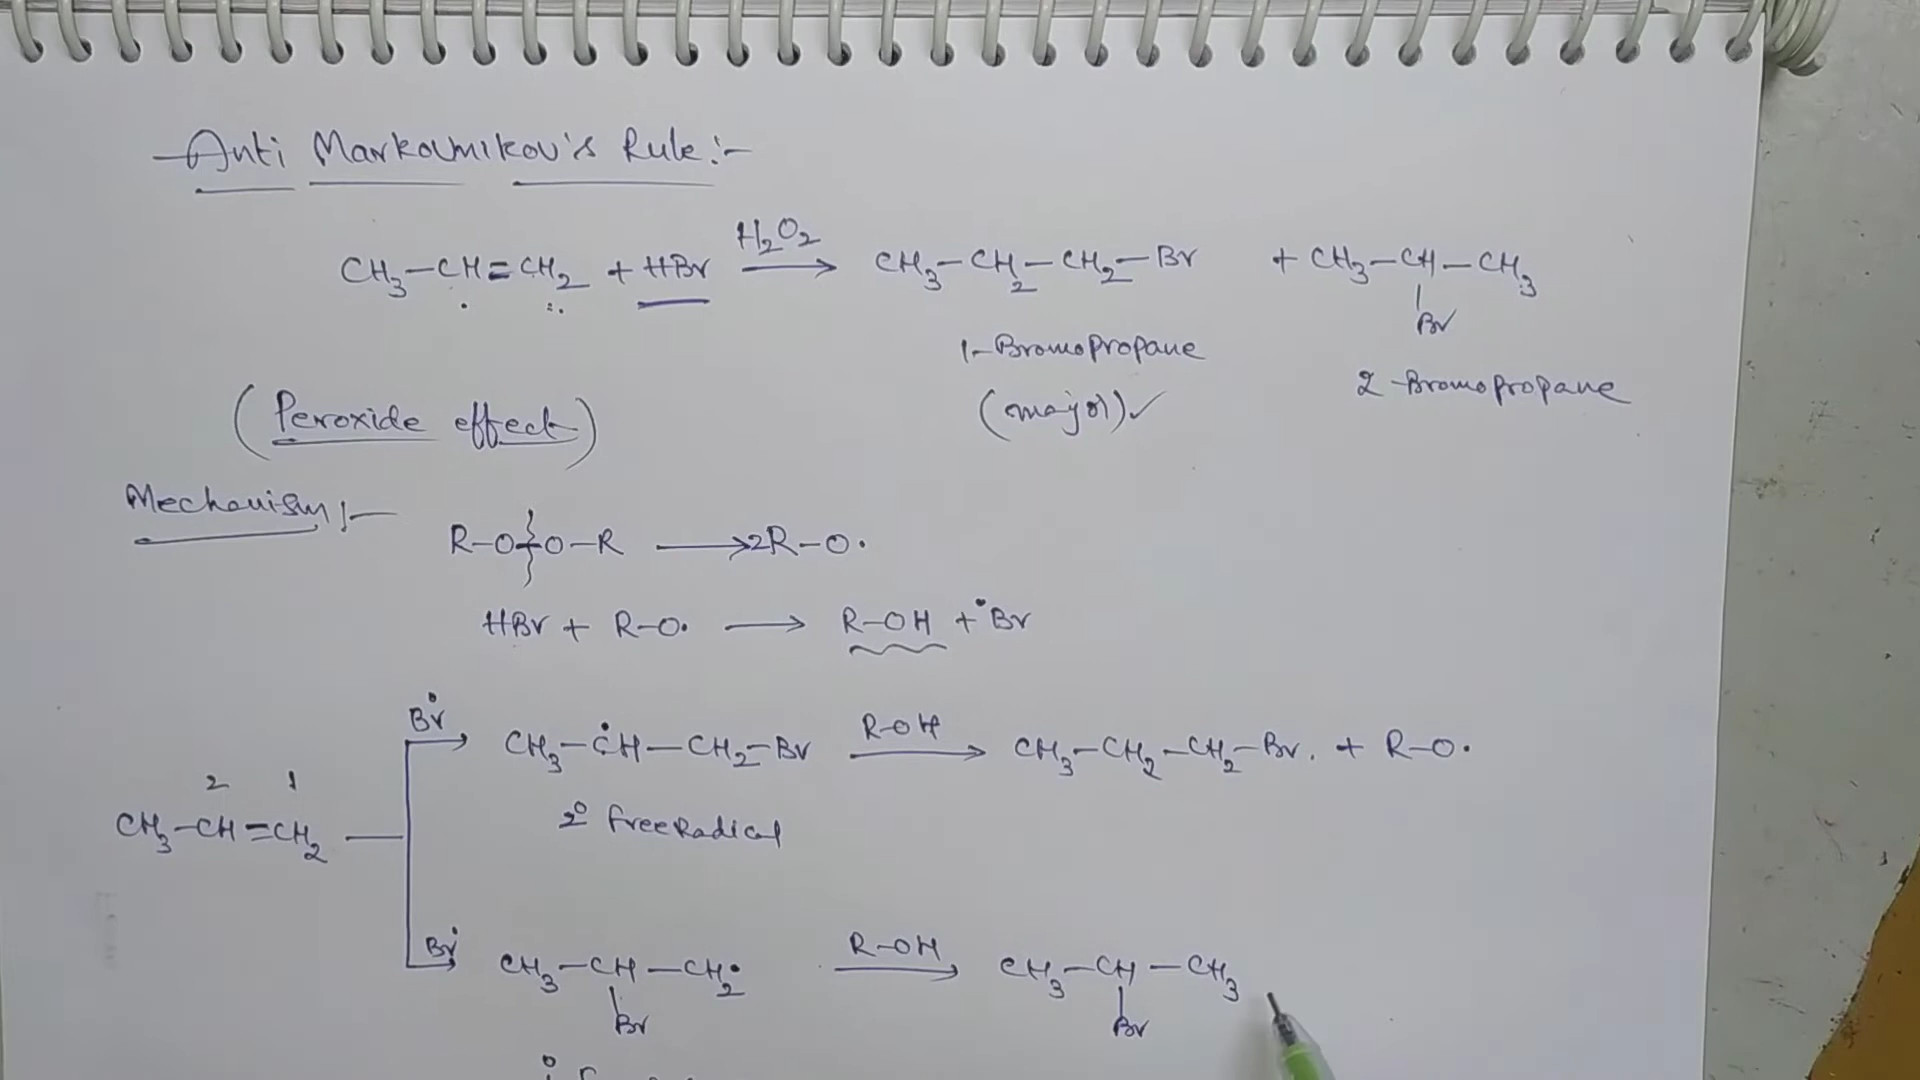 Anti Markovnikov's Rule:-
CH3-CH=CH2 + HBr H2O2 → CH3-CH2-CH2-Br + CH3-CH-CH3
Br
1-Bromopropane
2-Bromopropane
(Peroxide effect)
(major)✓
Mechanism:-
R-O-O-R → 2R-O•
HBr + R-O• → R-OH + •Br
Br• CH3-ĊH-CH2-Br R-OH → CH3-CH2-CH2-Br. + R-O•
2 1
2° free Radical
CH3-CH=CH2
Br• CH3-CH-CH2• R-OH → CH3-CH-CH3
Br Br